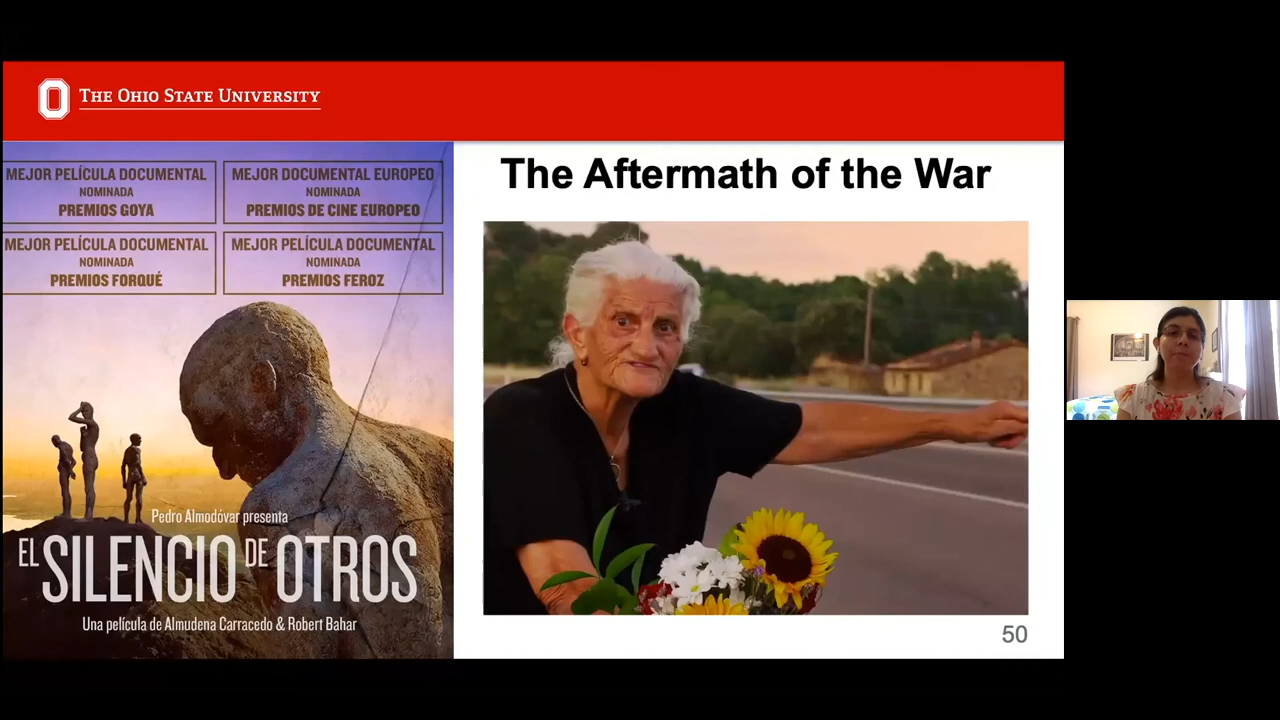 THE OHIO STATE UNIVERSITY
MEJOR PELÍCULA DOCUMENTAL
NOMINADA
PREMIOS GOYA
MEJOR DOCUMENTAL EUROPEO
NOMINADA
PREMIOS DE CINE EUROPEO
MEJOR PELÍCULA DOCUMENTAL
NOMINADA
PREMIOS FORQUÉ
MEJOR PELÍCULA DOCUMENTAL
NOMINADA
PREMIOS FEROZ
Pedro Almodóvar presenta
EL SILENCIO DE OTROS
Una película de Almudena Carracedo & Robert Bahar
The Aftermath of the War
50